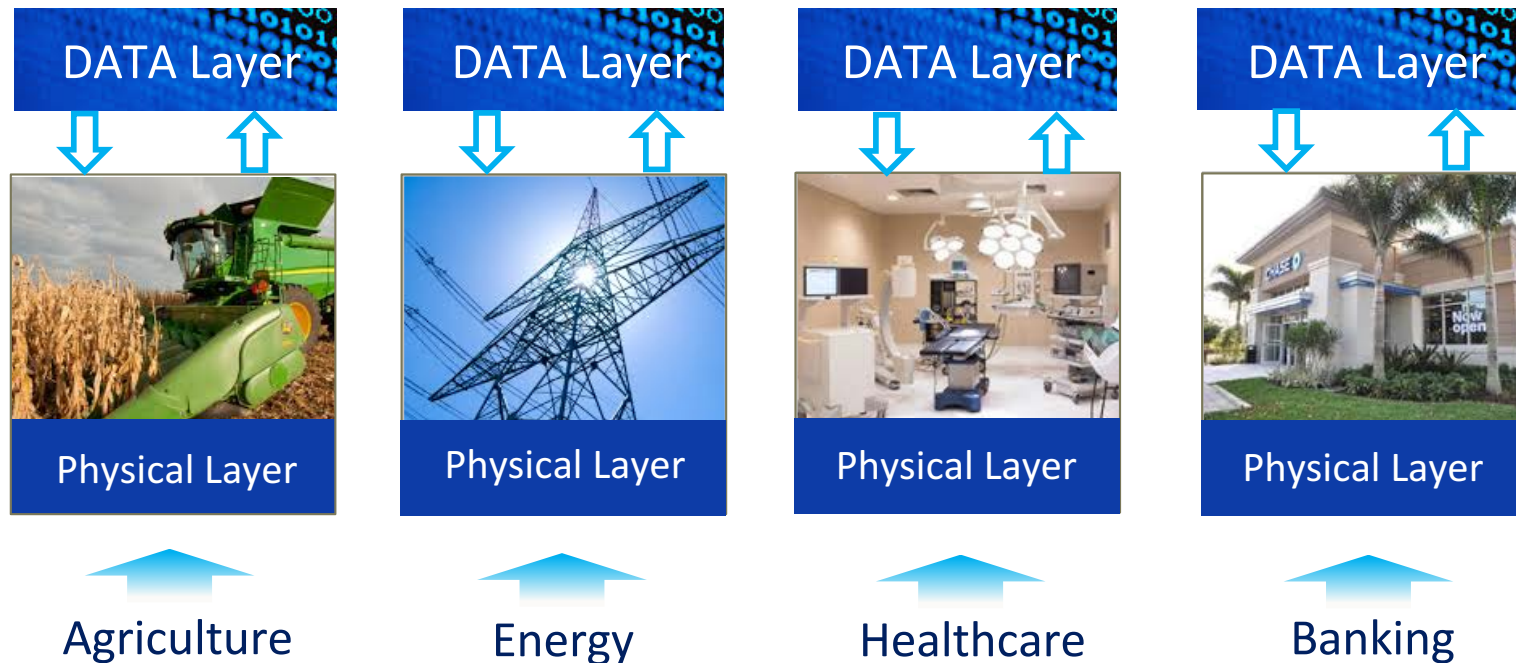 DATA Layer
DATA Layer
DATA Layer
DATA Layer
CHASE
Now
open
Physical Layer
Physical Layer
Physical Layer
Physical Layer
Agriculture
Energy
Healthcare
Banking